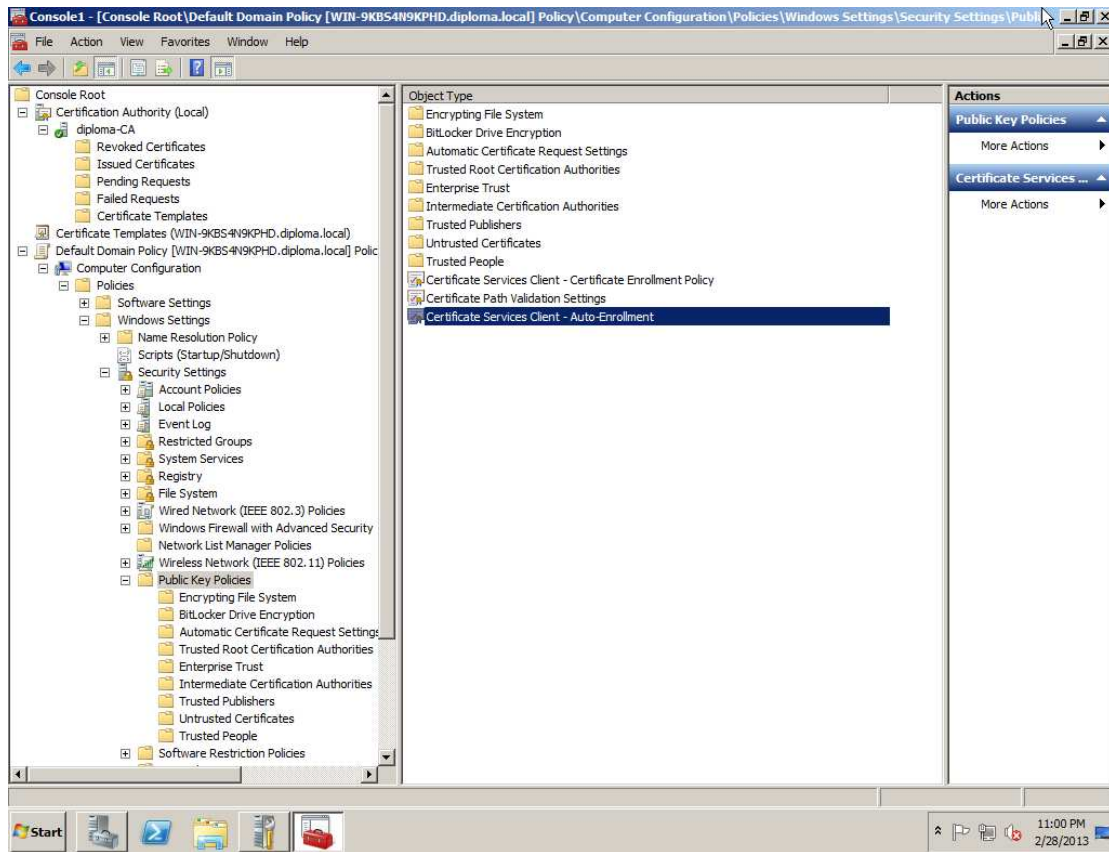 Console1 - [Console Root\Default Domain Policy [WIN-9KBS4N9KPHD.diploma.local] Policy\Computer Configuration\Policies\Windows Settings\Security Settings\Publ
File Action View Favorites Window Help
Console Root
Certification Authority (Local)
diploma-CA
Revoked Certificates
Issued Certificates
Pending Requests
Failed Requests
Certificate Templates
Certificate Templates (WIN-9KBS4N9KPHD.diploma.local)
Default Domain Policy [WIN-9KBS4N9KPHD.diploma.local] Polic
Computer Configuration
Policies
Software Settings
Windows Settings
Name Resolution Policy
Scripts (Startup/Shutdown)
Security Settings
Account Policies
Local Policies
Event Log
Restricted Groups
System Services
Registry
File System
Wired Network (IEEE 802.3) Policies
Windows Firewall with Advanced Security
Network List Manager Policies
Wireless Network (IEEE 802.11) Policies
Public Key Policies
Encrypting File System
BitLocker Drive Encryption
Automatic Certificate Request Settings
Trusted Root Certification Authorities
Enterprise Trust
Intermediate Certification Authorities
Trusted Publishers
Untrusted Certificates
Trusted People
Software Restriction Policies
Object Type
Encrypting File System
BitLocker Drive Encryption
Automatic Certificate Request Settings
Trusted Root Certification Authorities
Enterprise Trust
Intermediate Certification Authorities
Trusted Publishers
Untrusted Certificates
Trusted People
Certificate Services Client - Certificate Enrollment Policy
Certificate Path Validation Settings
Certificate Services Client - Auto-Enrollment
Actions
Public Key Policies
More Actions
Certificate Services ...
More Actions
Start
11:00 PM
2/28/2013